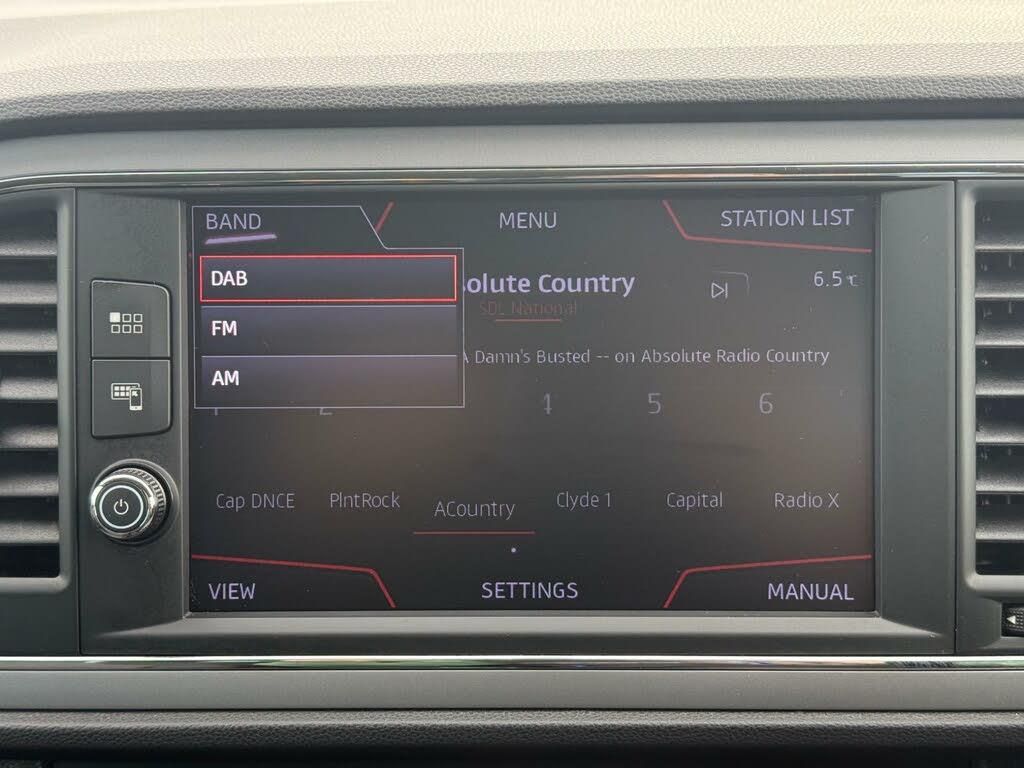 BAND
MENU
STATION LIST
DAB
FM
AM
solute Country
6.5°C
SDL National
A Damn's Busted -- on Absolute Radio Country
4 5 6
Cap DNCE PlntRock ACountry Clyde 1 Capital Radio X
VIEW
SETTINGS
MANUAL